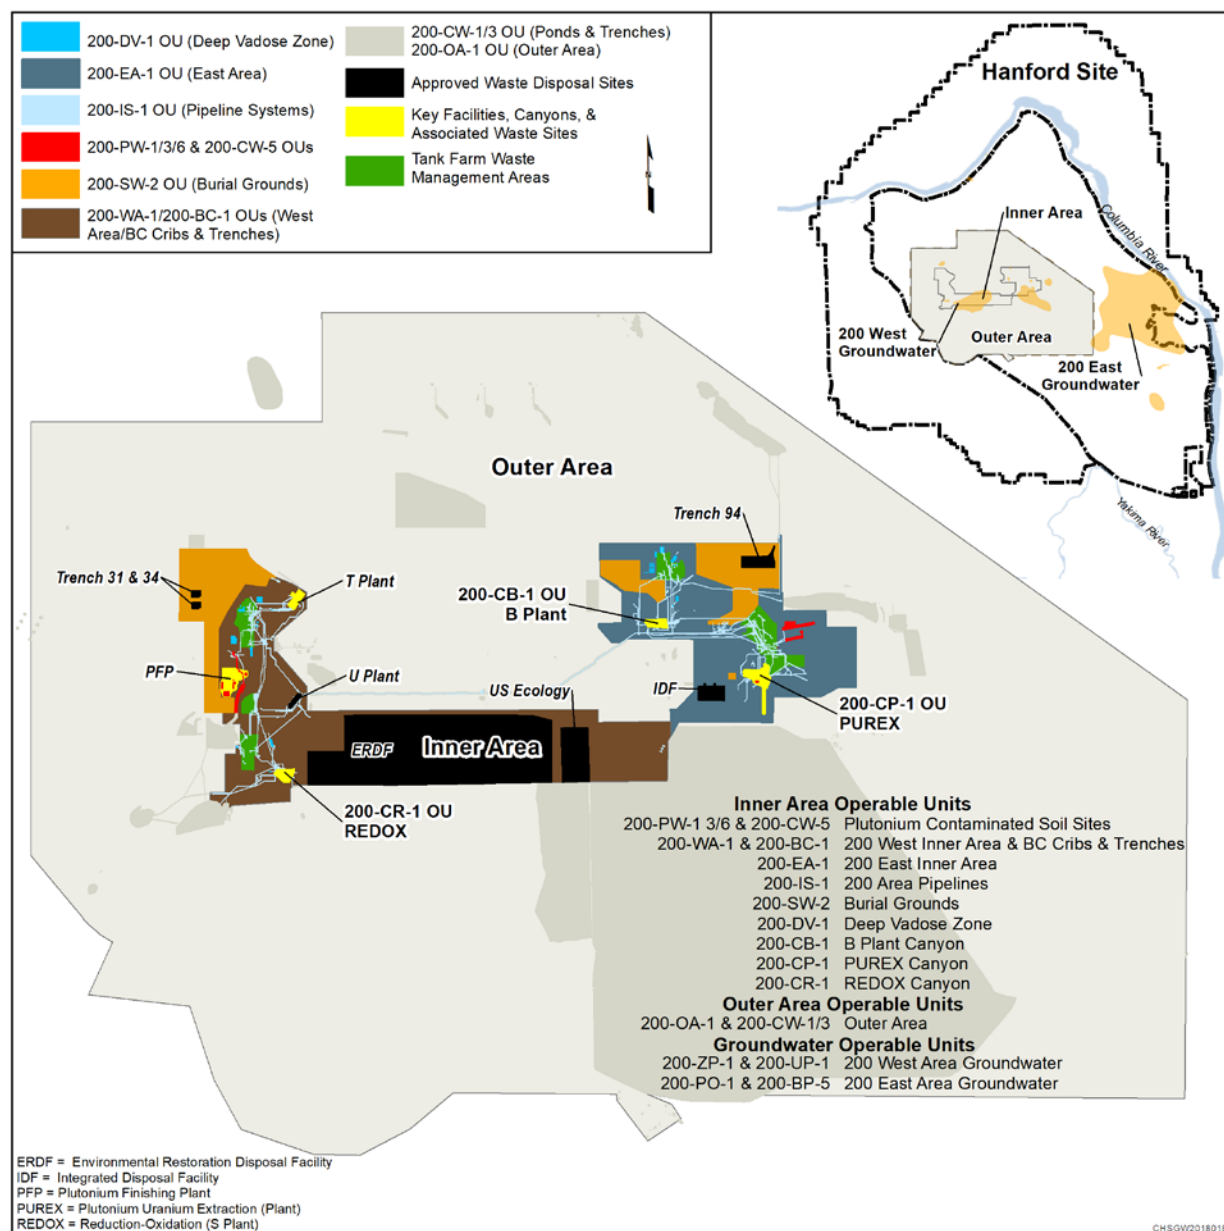 200-DV-1 OU (Deep Vadose Zone)
200-EA-1 OU (East Area)
200-IS-1 OU (Pipeline Systems)
200-PW-1/3/6 & 200-CW-5 OUs
200-SW-2 OU (Burial Grounds)
200-WA-1/200-BC-1 OUs (West
Area/BC Cribs & Trenches)
200-CW-1/3 OU (Ponds & Trenches)
200-OA-1 OU (Outer Area)
Approved Waste Disposal Sites
Key Facilities, Canyons, &
Associated Waste Sites
Tank Farm Waste
Management Areas
Hanford Site
Columbia River
Inner Area
200 West
Groundwater
Outer Area
200 East
Groundwater
Yakima River
Outer Area
Trench 94
Trench 31 & 34
T Plant
200-CB-1 OU
B Plant
PFP
U Plant
US Ecology
IDF
200-CP-1 OU
PUREX
ERDF
Inner Area
200-CR-1 OU
REDOX
Inner Area Operable Units
200-PW-1 3/6 & 200-CW-5 Plutonium Contaminated Soil Sites
200-WA-1 & 200-BC-1 200 West Inner Area & BC Cribs & Trenches
200-EA-1 200 East Inner Area
200-IS-1 200 Area Pipelines
200-SW-2 Burial Grounds
200-DV-1 Deep Vadose Zone
200-CB-1 B Plant Canyon
200-CP-1 PUREX Canyon
200-CR-1 REDOX Canyon
Outer Area Operable Units
200-OA-1 & 200-CW-1/3 Outer Area
Groundwater Operable Units
200-ZP-1 & 200-UP-1 200 West Area Groundwater
200-PO-1 & 200-BP-5 200 East Area Groundwater
ERDF = Environmental Restoration Disposal Facility
IDF = Integrated Disposal Facility
PFP = Plutonium Finishing Plant
PUREX = Plutonium Uranium Extraction (Plant)
REDOX = Reduction-Oxidation (S Plant)